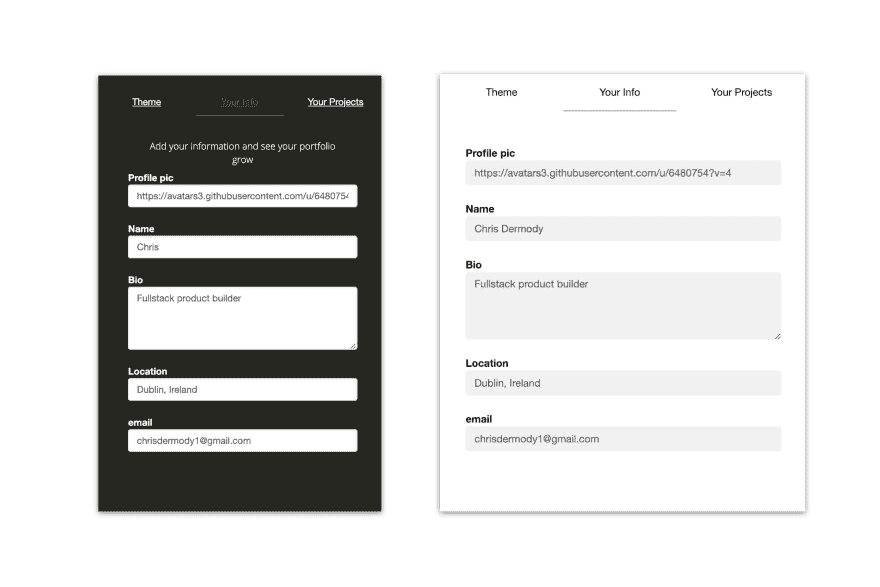 Theme Your Info Your Projects
Add your information and see your portfolio
grow
Profile pic
https://avatars3.githubusercontent.com/u/6480754
Name
Chris
Bio
Fullstack product builder
Location
Dublin, Ireland
email
chrisdermody1@gmail.com
Theme Your Info Your Projects
Profile pic
https://avatars3.githubusercontent.com/u/6480754?v=4
Name
Chris Dermody
Bio
Fullstack product builder
Location
Dublin, Ireland
email
chrisdermody1@gmail.com